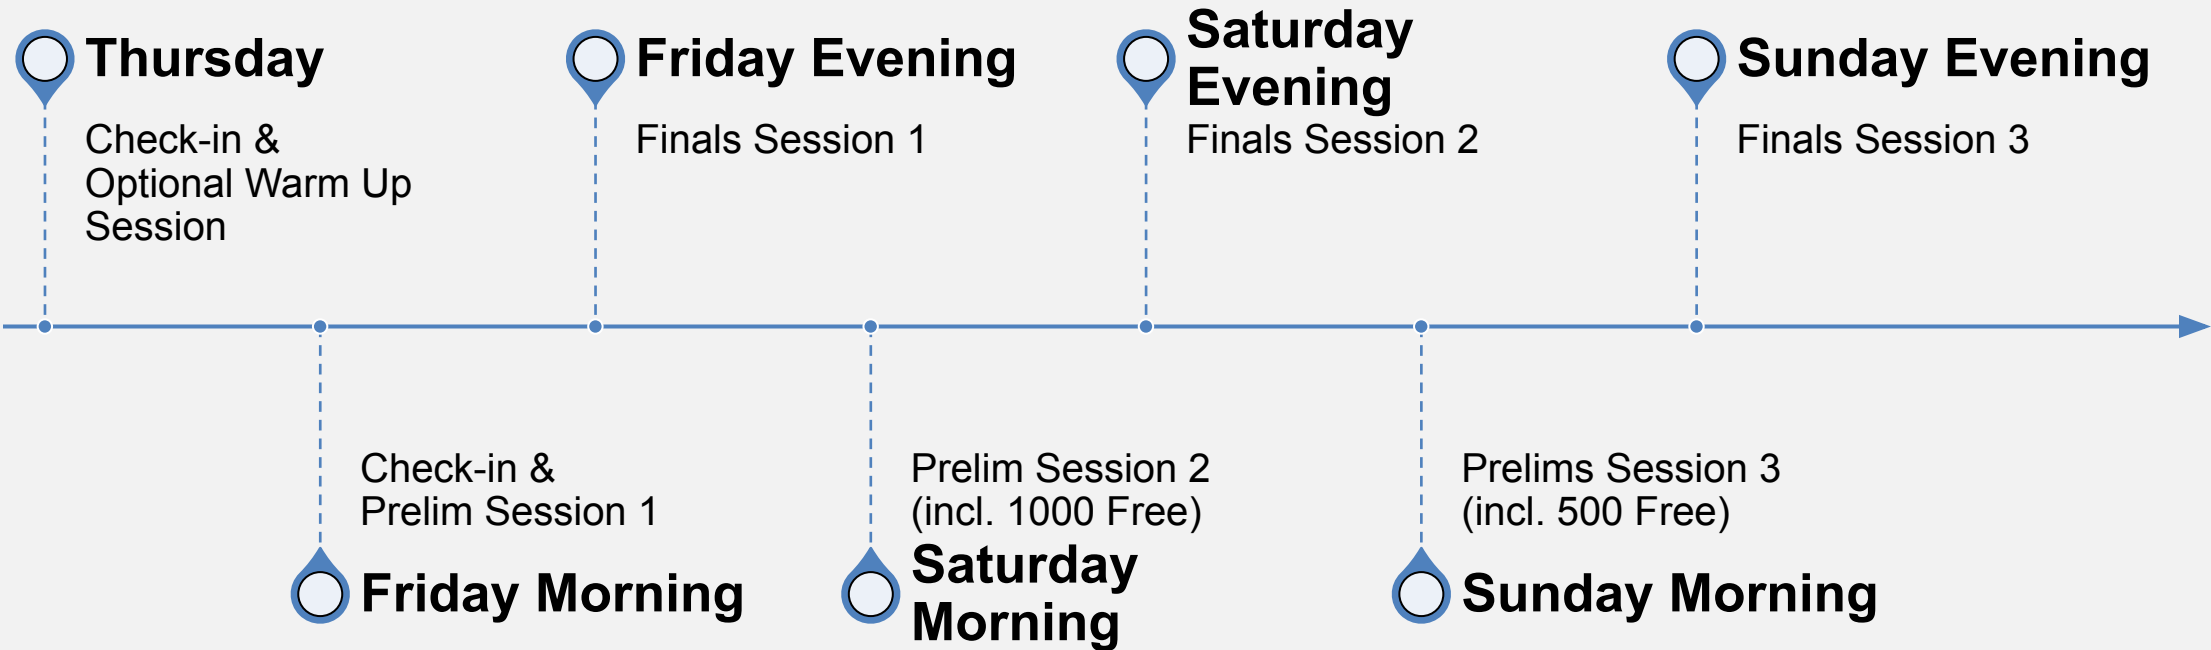 Thursday
Check-in &
Optional Warm Up
Session
Friday Evening
Finals Session 1
Saturday
Evening
Finals Session 2
Sunday Evening
Finals Session 3
Check-in &
Prelim Session 1
Friday Morning
Prelim Session 2
(incl. 1000 Free)
Saturday
Morning
Prelims Session 3
(incl. 500 Free)
Sunday Morning